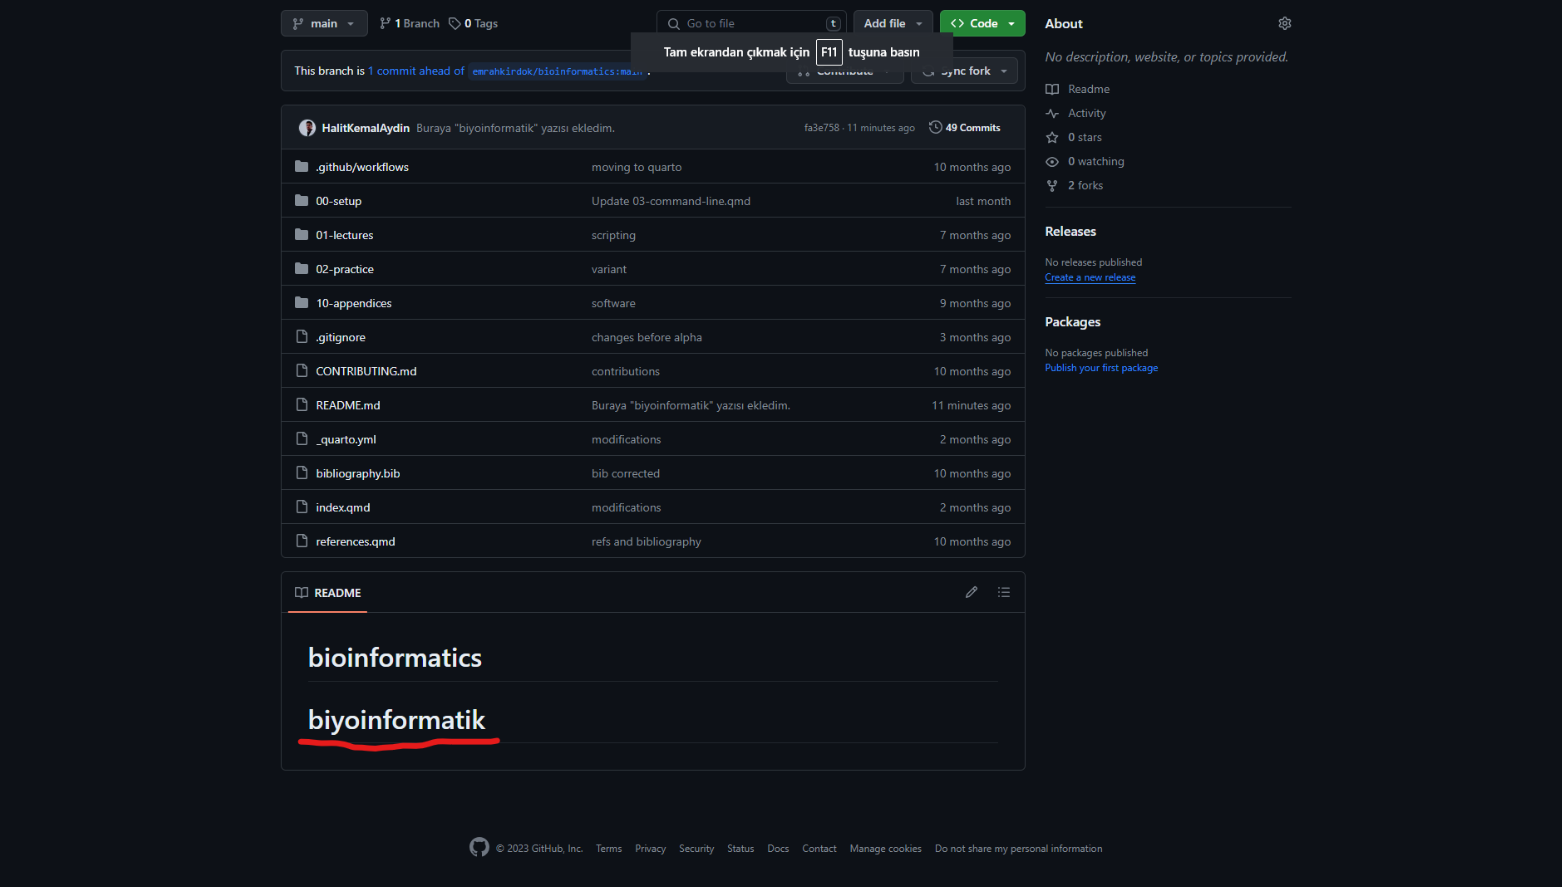 main 1 Branch 0 Tags Go to file t Add file Code
Tam ekrandan çıkmak için F11 tuşuna basın
This branch is 1 commit ahead of emrahkirdok/bioinformatics:main . Contribute Sync fork
HalitKemalAydin Buraya "biyoinformatik" yazısı ekledim. fa3e758 · 11 minutes ago 49 Commits
.github/workflows moving to quarto 10 months ago
00-setup Update 03-command-line.qmd last month
01-lectures scripting 7 months ago
02-practice variant 7 months ago
10-appendices software 9 months ago
.gitignore changes before alpha 3 months ago
CONTRIBUTING.md contributions 10 months ago
README.md Buraya "biyoinformatik" yazısı ekledim. 11 minutes ago
_quarto.yml modifications 2 months ago
bibliography.bib bib corrected 10 months ago
index.qmd modifications 2 months ago
references.qmd refs and bibliography 10 months ago
README
bioinformatics
biyoinformatik
About
No description, website, or topics provided.
Readme
Activity
0 stars
0 watching
2 forks
Releases
No releases published
Create a new release
Packages
No packages published
Publish your first package
© 2023 GitHub, Inc. Terms Privacy Security Status Docs Contact Manage cookies Do not share my personal information